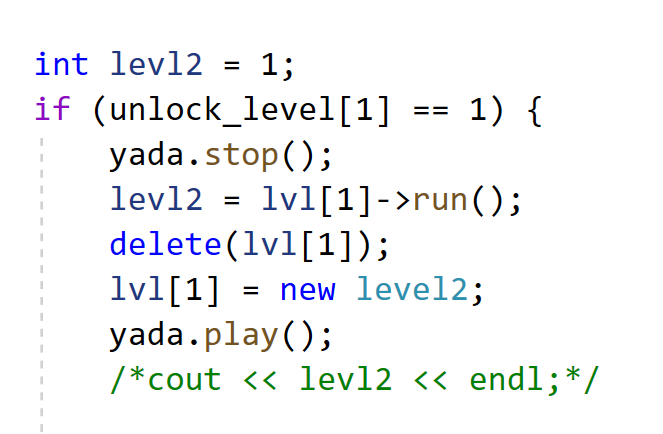 int levl2 = 1;
if (unlock_level[1] == 1) {
yada.stop();
levl2 = lvl[1]->run();
delete(lvl[1]);
lvl[1] = new level2;
yada.play();
/*cout << levl2 << endl;*/